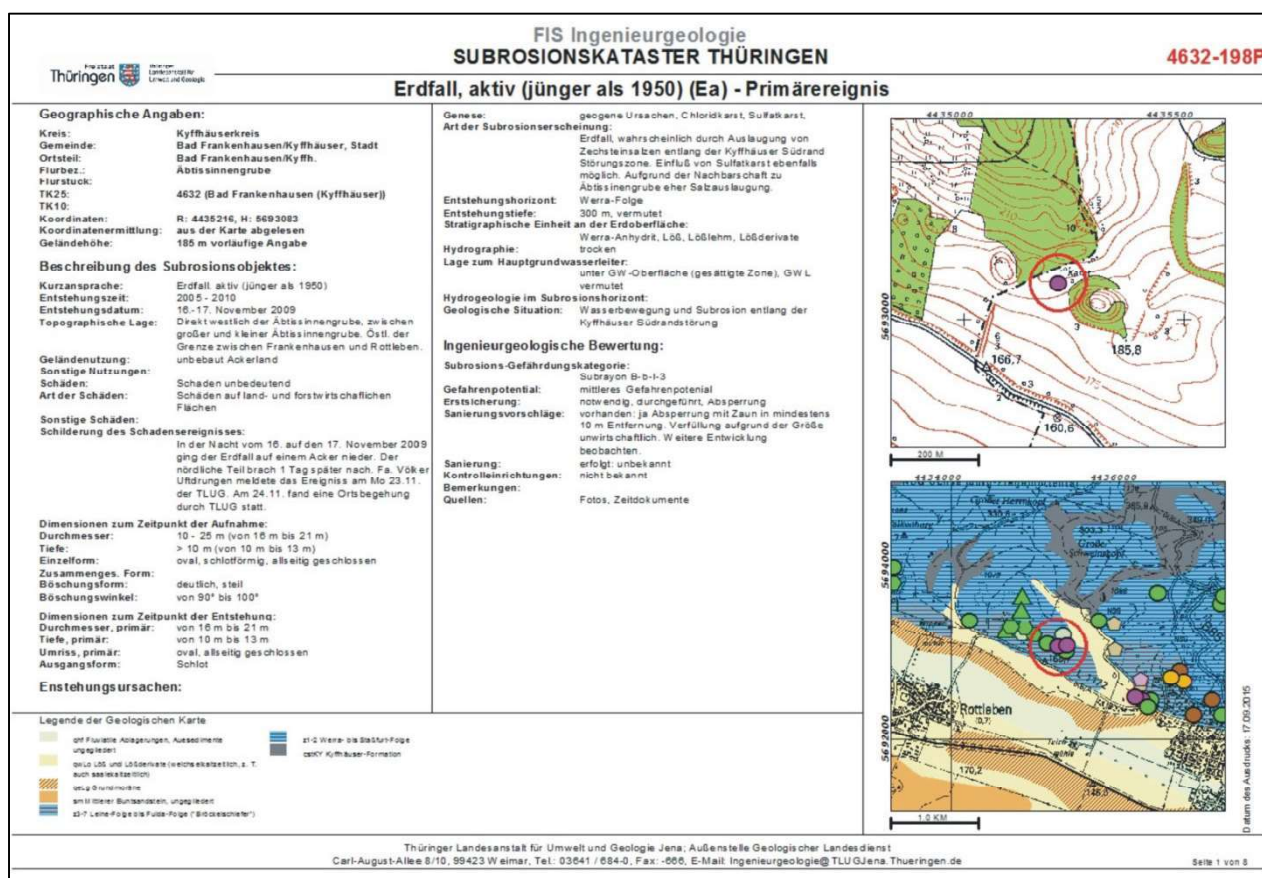 FIS Ingenieurgeologie
SUBROSIONSKATASTER THÜRINGEN
4632-198P
Freistaat
Thüringen
Landesanstalt für
Umwelt und Geologie
Erdfall, aktiv (jünger als 1950) (Ea) - Primärereignis
Geographische Angaben:
Kreis: Kyffhäuserkreis
Gemeinde: Bad Frankenhausen/Kyffhäuser, Stadt
Ortsteil: Bad Frankenhausen/Kyffh.
Flurbez.: Äbtissinnengrube
Flurstück:
TK25: 4632 (Bad Frankenhausen (Kyffhäuser))
TK10:
Koordinaten: R: 4435216, H: 5693083
Koordinatenermittlung: aus der Karte abgelesen
Geländehöhe: 185 m vorläufige Angabe
Beschreibung des Subrosionsobjektes:
Kurzansprache: Erdfall, aktiv (jünger als 1950)
Entstehungszeit: 2005 - 2010
Entstehungsdatum: 16.-17. November 2009
Topographische Lage: Direkt westlich der Äbtissinnengrube, zwischen
großer und kleiner Äbtissinnengrube. Östl. der
Grenze zwischen Frankenhausen und Rottleben.
Geländenutzung: unbebaut Ackerland
Sonstige Nutzungen:
Schäden: Schaden unbedeutend
Art der Schäden: Schäden auf land- und forstwirtschaflichen
Flächen
Sonstige Schäden:
Schilderung des Schadensereignisses:
In der Nacht vom 16. auf den 17. November 2009
ging der Erdfall auf einem Acker nieder. Der
nördliche Teil brach 1 Tag später nach. Fa. Völker
Uftdrungen meldete das Ereignis am Mo 23.11.
der TLUG. Am 24.11. fand eine Ortsbegehung
durch TLUG statt.
Dimensionen zum Zeitpunkt der Aufnahme:
Durchmesser: 10 - 25 m (von 16 m bis 21 m)
Tiefe: > 10 m (von 10 m bis 13 m)
Einzelform: oval, schlotförmig, allseitig geschlossen
Zusammenges. Form:
Böschungsform: deutlich, steil
Böschungswinkel: von 90° bis 100°
Dimensionen zum Zeitpunkt der Entstehung:
Durchmesser, primär: von 16 m bis 21 m
Tiefe, primär: von 10 m bis 13 m
Umriss, primär: oval, allseitig geschlossen
Ausgangsform: Schlot
Enstehungsursachen:
Genese: geogene Ursachen, Chloridkarst, Sulfatkarst,
Art der Subrosionserscheinung:
Erdfall, wahrscheinlich durch Auslaugung von
Zechsteinsalzen entlang der Kyffhäuser Südrand
Störungszone. Einfluß von Sulfatkarst ebenfalls
möglich. Aufgrund der Nachbarschaft zu
Äbtissinengrube eher Salzauslaugung.
Entstehungshorizont: Werra-Folge
Entstehungstiefe: 300 m, vermutet
Stratigraphische Einheit an der Erdoberfläche:
Werra-Anhydrit, Löß, Lößlehm, Lößderivate
Hydrographie: trocken
Lage zum Hauptgrundwasserleiter:
unter GW-Oberfläche (gesättigte Zone), GWL
vermutet
Hydrogeologie im Subrosionshorizont:
Geologische Situation: Wasserbewegung und Subrosion entlang der
Kyffhäuser Südrandstörung
Ingenieurgeologische Bewertung:
Subrosions-Gefährdungskategorie:
Subrayon B-b-I-3
Gefahrenpotential: mittleres Gefahrenpotenial
Erstsicherung: notwendig, durchgeführt, Absperrung
Sanierungsvorschläge: vorhanden: ja Absperrung mit Zaun in mindestens
10 m Entfernung. Verfüllung aufgrund der Größe
unwirtschaftlich. Weitere Entwicklung
beobachten.
Sanierung: erfolgt: unbekannt
Kontrolleinrichtungen: nicht bekannt
Bemerkungen:
Quellen: Fotos, Zeitdokumente
4435000 4435500
5693000
166,7
185,8
175
160,6
200 M
4434000 4436000
5694000
5692000
Rottleben
(0,7)
170,2
1.0 KM
Datum des Ausdrucks: 17.09.2015
Legende der Geologischen Karte
qhf Fluviatile Ablagerungen, Auesedimente
ungegliedert
qwLo Löß und Lößderivate (weichselkaltzeitlich, z. T.
auch saalekaltzeitlich)
Grundmoräne
sm Mittlerer Buntsandstein, ungegliedert
z3-7 Leine-Folge bis Fulda-Folge ("Bröckelschiefer")
z1-2 Werra- bis Staßfurt-Folge
cstKY Kyffhäuser-Formation
Thüringer Landesanstalt für Umwelt und Geologie Jena; Außenstelle Geologischer Landesdienst
Carl-August-Allee 8/10, 99423 Weimar, Tel.: 03641 / 684-0, Fax: -666, E-Mail: Ingenieurgeologie@TLUGJena.Thueringen.de
Seite 1 von 8